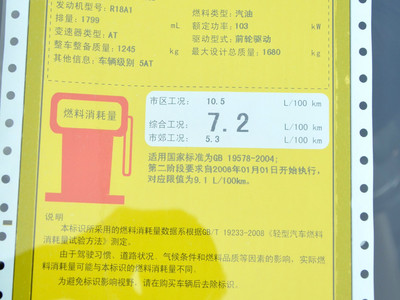 发动机型号: R18A1 燃料类型: 汽油
排量: 1799 mL 额定功率: 103 kW
变速器类型: AT 驱动型式: 前轮驱动
整车整备质量: 1245 kg 最大设计总质量: 1680 kg
其他信息: 车辆级别 5AT
燃料消耗量
市区工况: 10.5 L/100 km
综合工况: 7.2 L/100 km
市郊工况: 5.3 L/100 km
适用国家标准为GB 19578-2004;
第二阶段要求自2008年01月01日开始执行,
对应限值为9.1 L/100km.
说明
本标识所采用的燃料消耗量数据系根据GB/T 19233-2008《轻型汽车燃料
消耗量试验方法》测定。
由于驾驶习惯、道路状况、气候条件和燃料品质等因素的影响，实际燃
料消耗量可能与本标识的燃料消耗量不同。
为避免标识影响视野，请在购买车辆后去除标识。